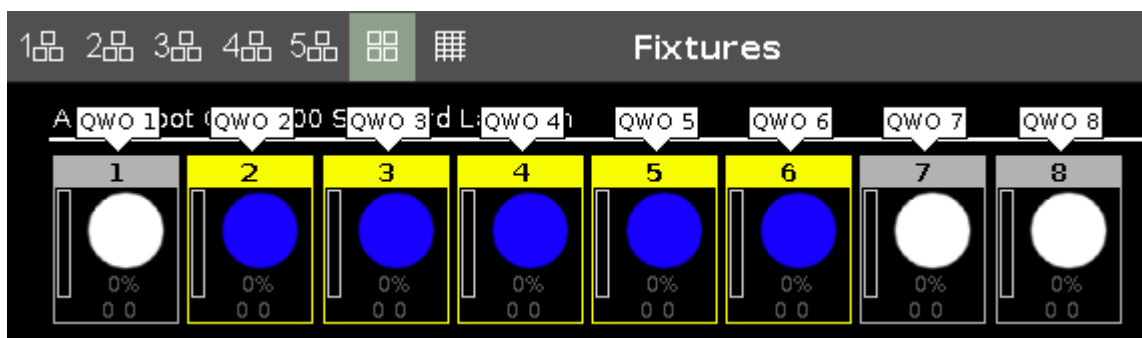 1 2 3 4 5 Fixtures
QWO 1 QWO 2 QWO 3 QWO 4 QWO 5 QWO 6 QWO 7 QWO 8
1 2 3 4 5 6 7 8
0% 0% 0% 0% 0% 0% 0% 0%
0 0 0 0 0 0 0 0 0 0 0 0 0 0 0 0